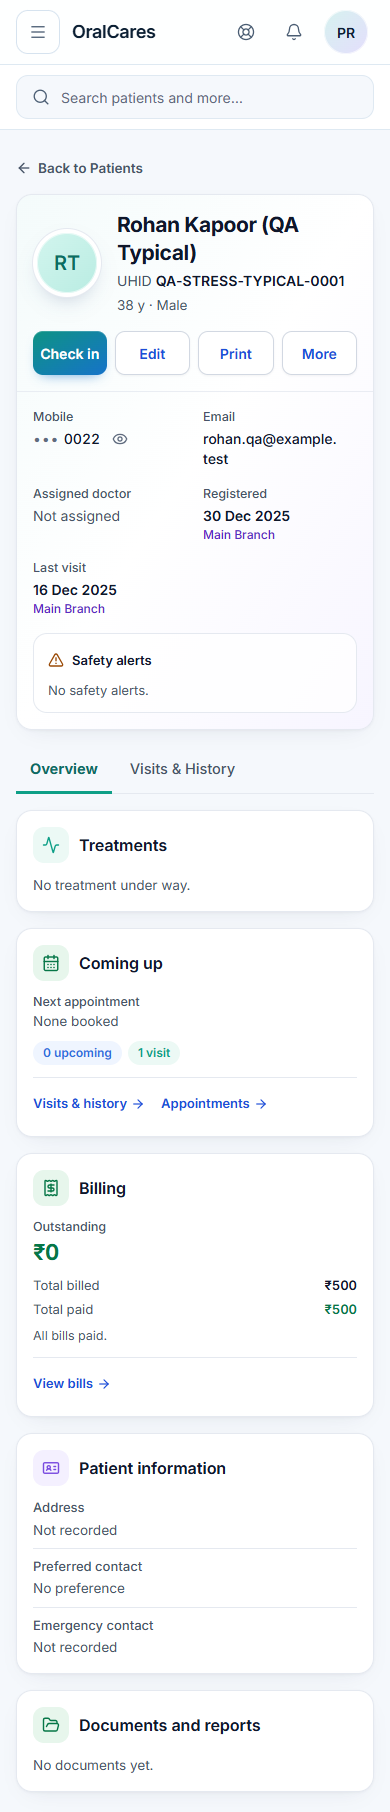 OralCares
PR
Search patients and more...
Back to Patients
RT
Rohan Kapoor (QA
Typical)
UHID QA-STRESS-TYPICAL-0001
38 y · Male
Check in
Edit
Print
More
Mobile
••• 0022
Email
rohan.qa@example.
test
Assigned doctor
Not assigned
Registered
30 Dec 2025
Main Branch
Last visit
16 Dec 2025
Main Branch
Safety alerts
No safety alerts.
Overview
Visits & History
Treatments
No treatment under way.
Coming up
Next appointment
None booked
0 upcoming
1 visit
Visits & history →
Appointments →
Billing
Outstanding
₹0
Total billed ₹500
Total paid ₹500
All bills paid.
View bills →
Patient information
Address
Not recorded
Preferred contact
No preference
Emergency contact
Not recorded
Documents and reports
No documents yet.